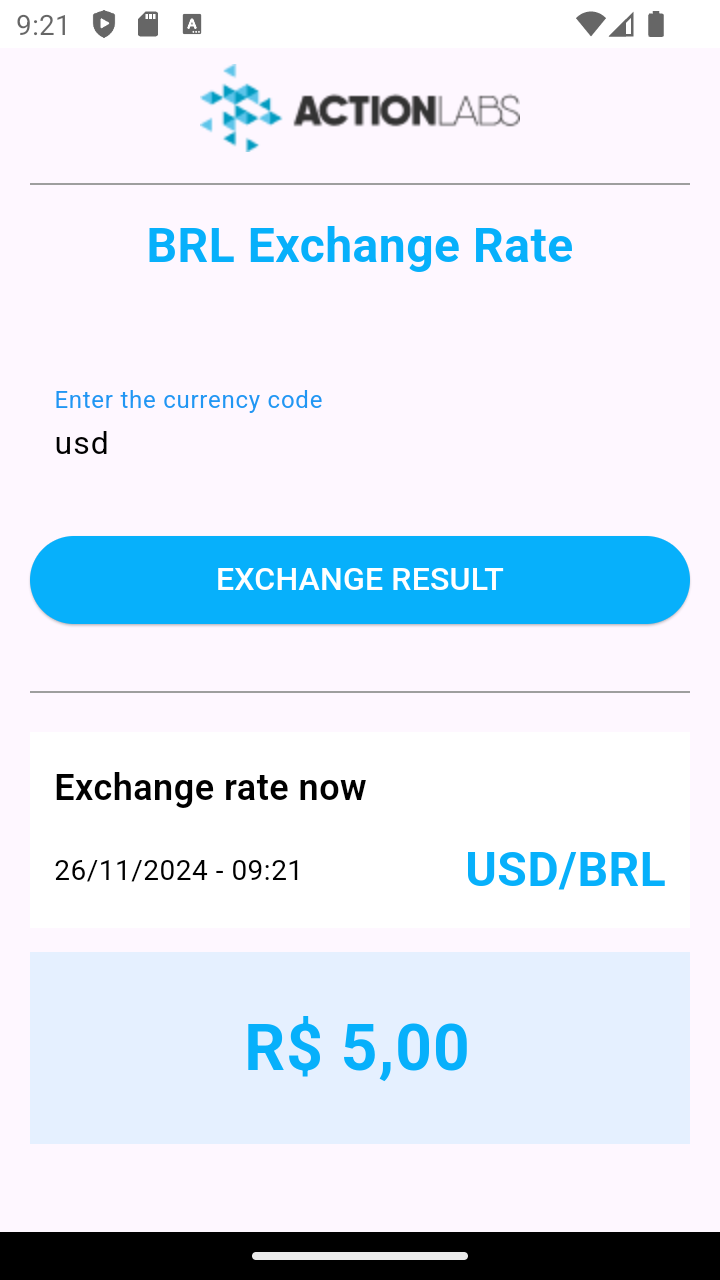 9:21
A
ACTIONLABS
BRL Exchange Rate
Enter the currency code
usd
EXCHANGE RESULT
Exchange rate now
26/11/2024 - 09:21
USD/BRL
R$ 5,00